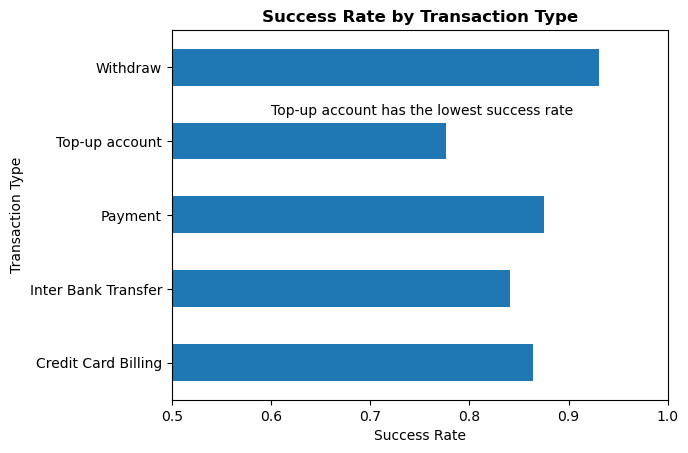 Success Rate by Transaction Type
Withdraw
Top-up account has the lowest success rate
Top-up account
Payment
Inter Bank Transfer
Credit Card Billing
Transaction Type
0.5 0.6 0.7 0.8 0.9 1.0
Success Rate